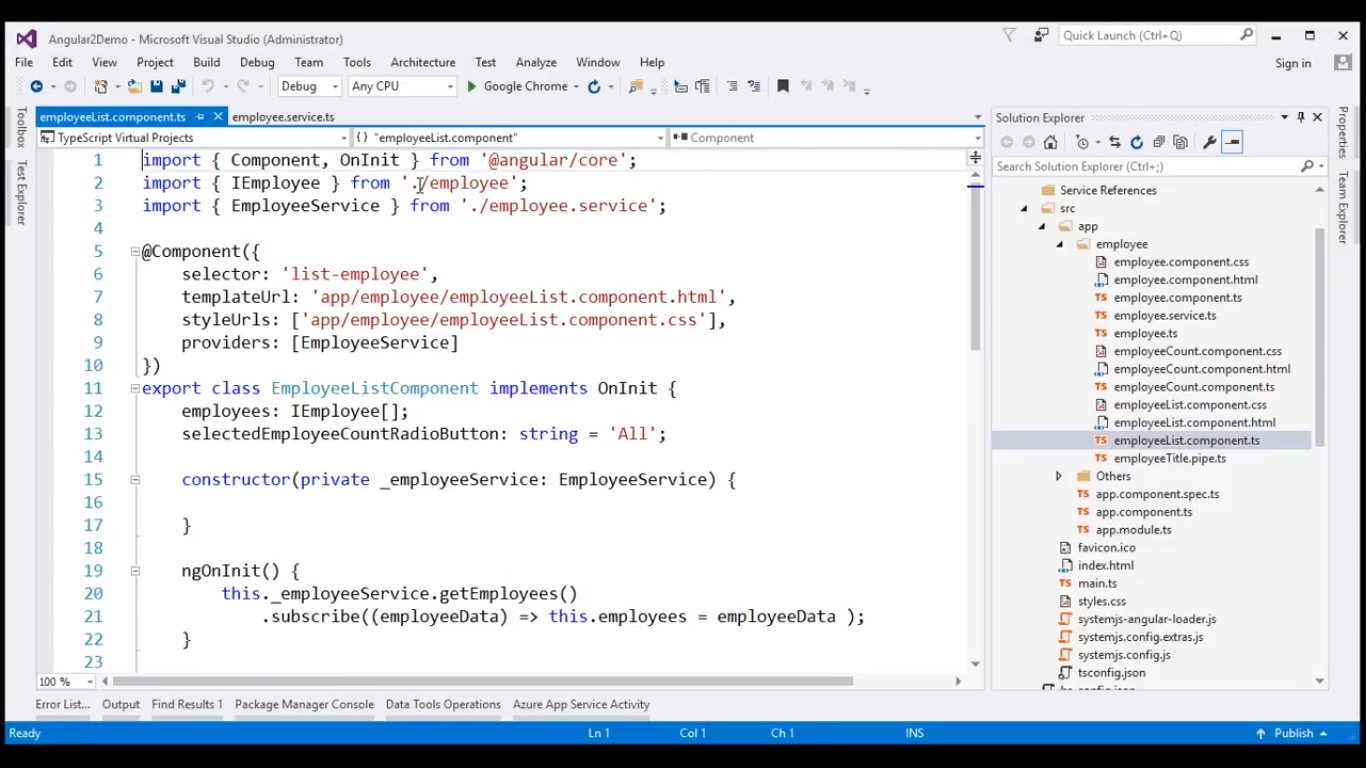 Angular2Demo - Microsoft Visual Studio (Administrator)
Quick Launch (Ctrl+Q)
File Edit View Project Build Debug Team Tools Architecture Test Analyze Window Help
Sign in
Debug Any CPU Google Chrome
Toolbox
Test Explorer
employeeList.component.ts employee.service.ts
TypeScript Virtual Projects {} "employeeList.component" Component
1 import { Component, OnInit } from '@angular/core';
2 import { IEmployee } from './employee';
3 import { EmployeeService } from './employee.service';
4
5 @Component({
6 selector: 'list-employee',
7 templateUrl: 'app/employee/employeeList.component.html',
8 styleUrls: ['app/employee/employeeList.component.css'],
9 providers: [EmployeeService]
10 })
11 export class EmployeeListComponent implements OnInit {
12 employees: IEmployee[];
13 selectedEmployeeCountRadioButton: string = 'All';
14
15 constructor(private _employeeService: EmployeeService) {
16
17 }
18
19 ngOnInit() {
20 this._employeeService.getEmployees()
21 .subscribe((employeeData) => this.employees = employeeData );
22 }
23
100 %
Solution Explorer
Search Solution Explorer (Ctrl+;)
Service References
src
app
employee
employee.component.css
employee.component.html
TS employee.component.ts
TS employee.service.ts
TS employee.ts
employeeCount.component.css
employeeCount.component.html
TS employeeCount.component.ts
employeeList.component.css
employeeList.component.html
TS employeeList.component.ts
TS employeeTitle.pipe.ts
Others
TS app.component.spec.ts
TS app.component.ts
TS app.module.ts
favicon.ico
index.html
TS main.ts
styles.css
systemjs-angular-loader.js
systemjs.config.extras.js
systemjs.config.js
tsconfig.json
Properties
Team Explorer
Error List... Output Find Results 1 Package Manager Console Data Tools Operations Azure App Service Activity
Ready Ln 1 Col 1 Ch 1 INS Publish